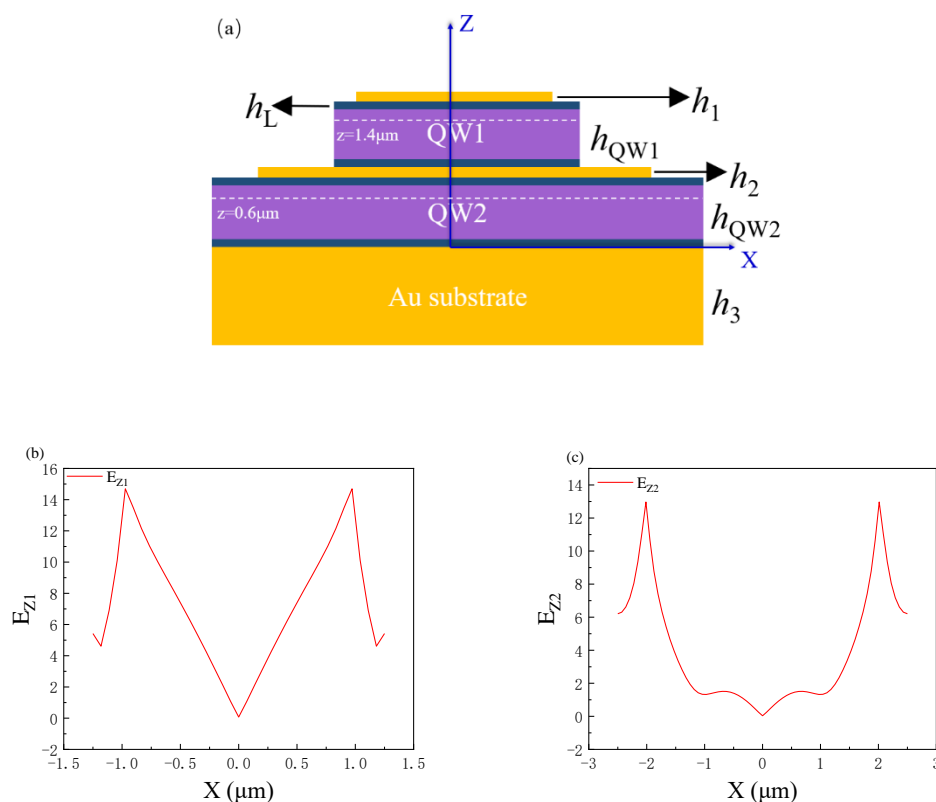 (a)
Z
h_L
h_1
z=1.4μm
QW1
h_QW1
h_2
z=0.6μm
QW2
h_QW2
X
Au substrate
h_3
(b)
E_Z1
16
14
12
10
8
6
4
2
0
-2
E_Z1
-1.5 -1.0 -0.5 0.0 0.5 1.0 1.5
X (μm)
(c)
E_Z2
14
12
10
8
6
4
2
0
-2
E_Z2
-3 -2 -1 0 1 2 3
X (μm)